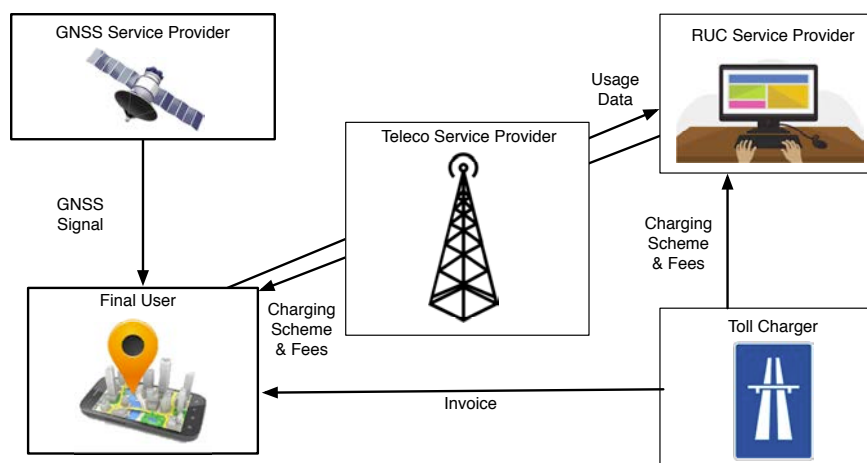 GNSS Service Provider
RUC Service Provider
Usage
Data
Teleco Service Provider
GNSS
Signal
Charging
Scheme
& Fees
Final User
Charging
Scheme
& Fees
Toll Charger
Invoice